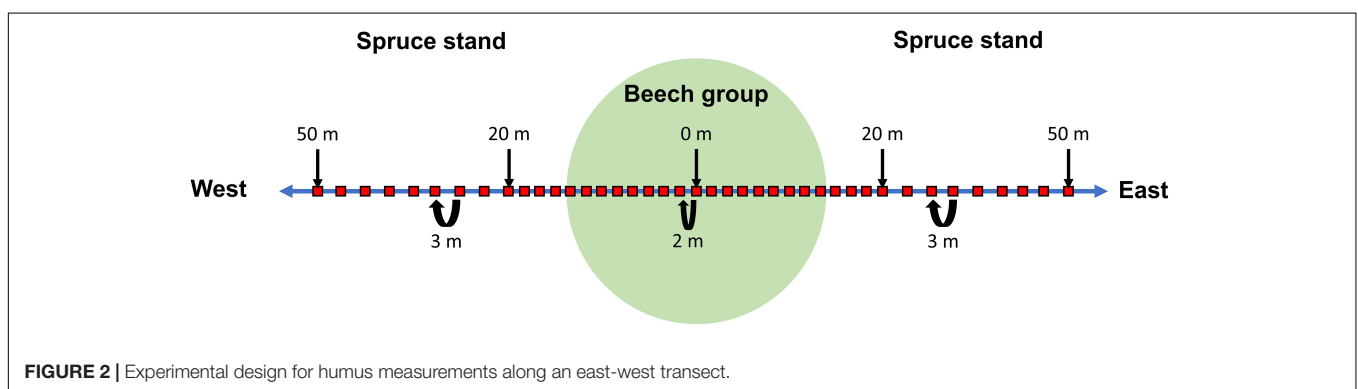 Spruce stand
Spruce stand
Beech group
50 m
20 m
0 m
20 m
50 m
West
East
3 m
2 m
3 m
FIGURE 2 | Experimental design for humus measurements along an east-west transect.